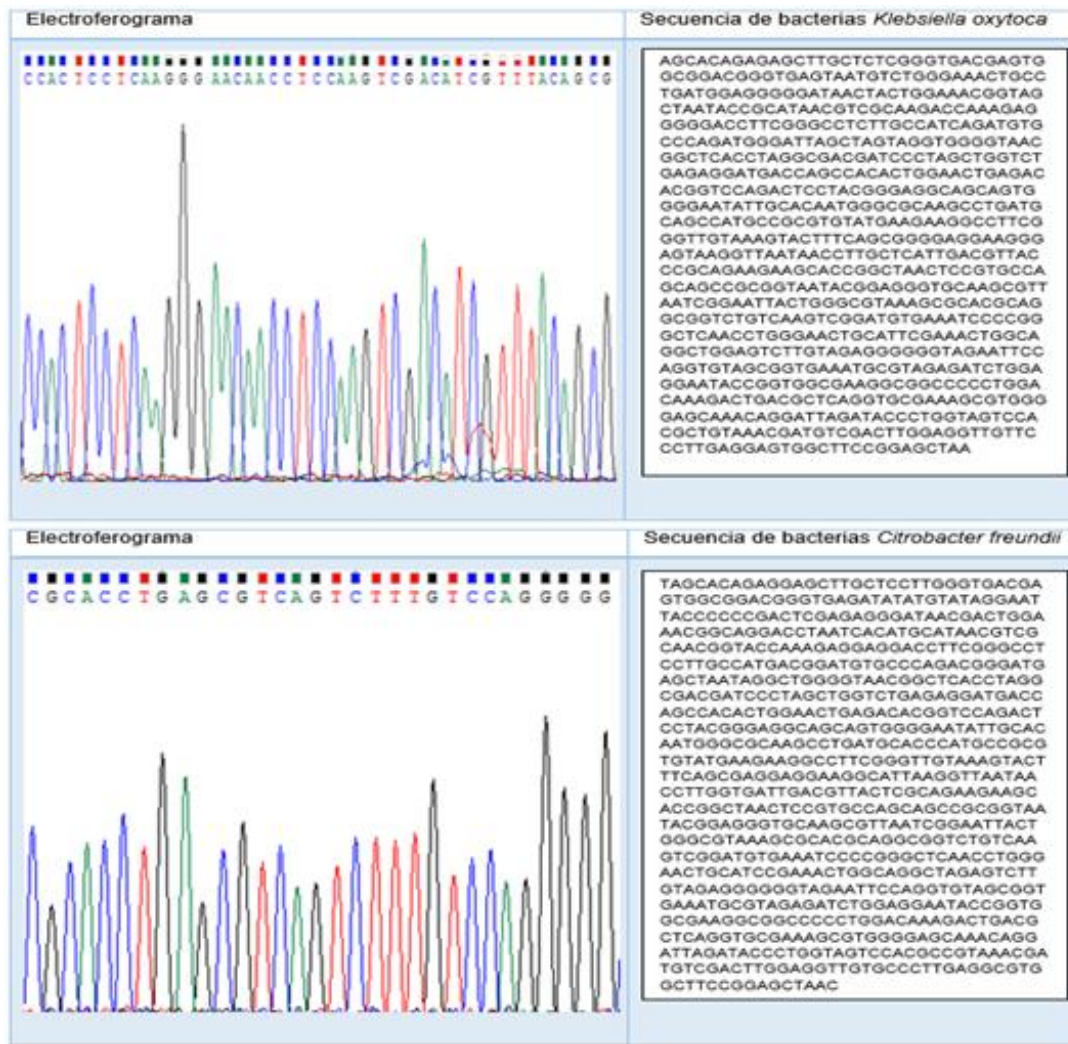 Electroferograma
Secuencia de bacterias Klebsiella oxytoca
CCACTCCTCAAGGGAACAACCTCCAAGTCGACATCGTTTACAGCG
AGCACAGAGAGCTTGCTCTCGGGTGACGAGTG
GCGGACGGGTGAGTAATGTCTGGGAAACTGCC
TGATGGAGGGGGATAACTACTGGAAACGGTAG
CTAATACCGCATAACGTCGCAAGACCAAAGAG
GGGGACCTTCGGGCCTCTTGCCATCAGATGTG
CCCAGATGGGATTAGCTAGTAGGTGGGGTAAC
GGCTCACCTAGGCGACGATCCCTAGCTGGTCT
GAGAGGATGACCAGCCACACTGGAACTGAGAC
ACGGTCCAGACTCCTACGGGAGGCAGCAGTG
GGGAATATTGCACAATGGGCGCAAGCCTGATG
CAGCCATGCCGCGTGTATGAAGAAGGCCTTCG
GGTTGTAAAGTACTTTCAGCGGGGAGGAAGGG
AGTAAGGTTAATAACCTTGCTCATTGACGTTAC
CCGCAGAAGAAGCACCGGCTAACTCCGTGCCA
GCAGCCGCGGTAATACGGAGGGTGCAAGCGTT
AATCGGAATTACTGGGCGTAAAGCGCACGCAG
GCGGTCTGTCAAGTCGGATGTGAAATCCCCGG
GCTCAACCTGGGAACTGCATTCGAAACTGGCA
GGCTGGAGTCTTGTAGAGGGGGGTAGAATTCC
AGGTGTAGCGGTGAAATGCGTAGAGATCTGGA
GGAATACCGGTGGCGAAGGCGGCCCCCTGGA
CAAAGACTGACGCTCAGGTGCGAAAGCGTGGG
GAGCAAACAGGATTAGATACCCTGGTAGTCCA
CGCTGTAAACGATGTCGACTTGGAGGTTGTTC
CCTTGAGGAGTGGCTTCCGGAGCTAA
Electroferograma
Secuencia de bacterias Citrobacter freundii
CGCACCTGAGCGTCAGTCTTTGTCCAGGGGG
TAGCACAGAGGAGCTTGCTCCTTGGGTGACGA
GTGGCGGACGGGTGAGATATATGTATAGGAAT
TACCCCCCGACTCGAGAGGGATAACGACTGGA
AACGGCAGGACCTAATCACATGCATAACGTCG
CAACGGTACCAAAGAGGAGGACCTTCGGGCCT
CCTTGCCATGACGGATGTGCCCAGACGGGATG
AGCTAATAGGCTGGGGTAACGGCTCACCTAGG
CGACGATCCCTAGCTGGTCTGAGAGGATGACC
AGCCACACTGGAACTGAGACACGGTCCAGACT
CCTACGGGAGGCAGCAGTGGGGAATATTGCAC
AATGGGCGCAAGCCTGATGCACCCATGCCGCG
TGTATGAAGAAGGCCTTCGGGTTGTAAAGTACT
TTCAGCGAGGAGGAAGGCATTAAGGTTAATAA
CCTTGGTGATTGACGTTACTCGCAGAAGAAGC
ACCGGCTAACTCCGTGCCAGCAGCCGCGGTAA
TACGGAGGGTGCAAGCGTTAATCGGAATTACT
GGGCGTAAAGCGCACGCAGGCGGTCTGTCAA
GTCGGATGTGAAATCCCCGGGCTCAACCTGGG
AACTGCATCCGAAACTGGCAGGCTAGAGTCTT
GTAGAGGGGGGTAGAATTCCAGGTGTAGCGGT
GAAATGCGTAGAGATCTGGAGGAATACCGGTG
GCGAAGGCGGCCCCCTGGACAAAGACTGACG
CTCAGGTGCGAAAGCGTGGGGAGCAAACAGG
ATTAGATACCCTGGTAGTCCACGCCGTAAACGA
TGTCGACTTGGAGGTTGTGCCCTTGAGGCGTG
GCTTCCGGAGCTAAC